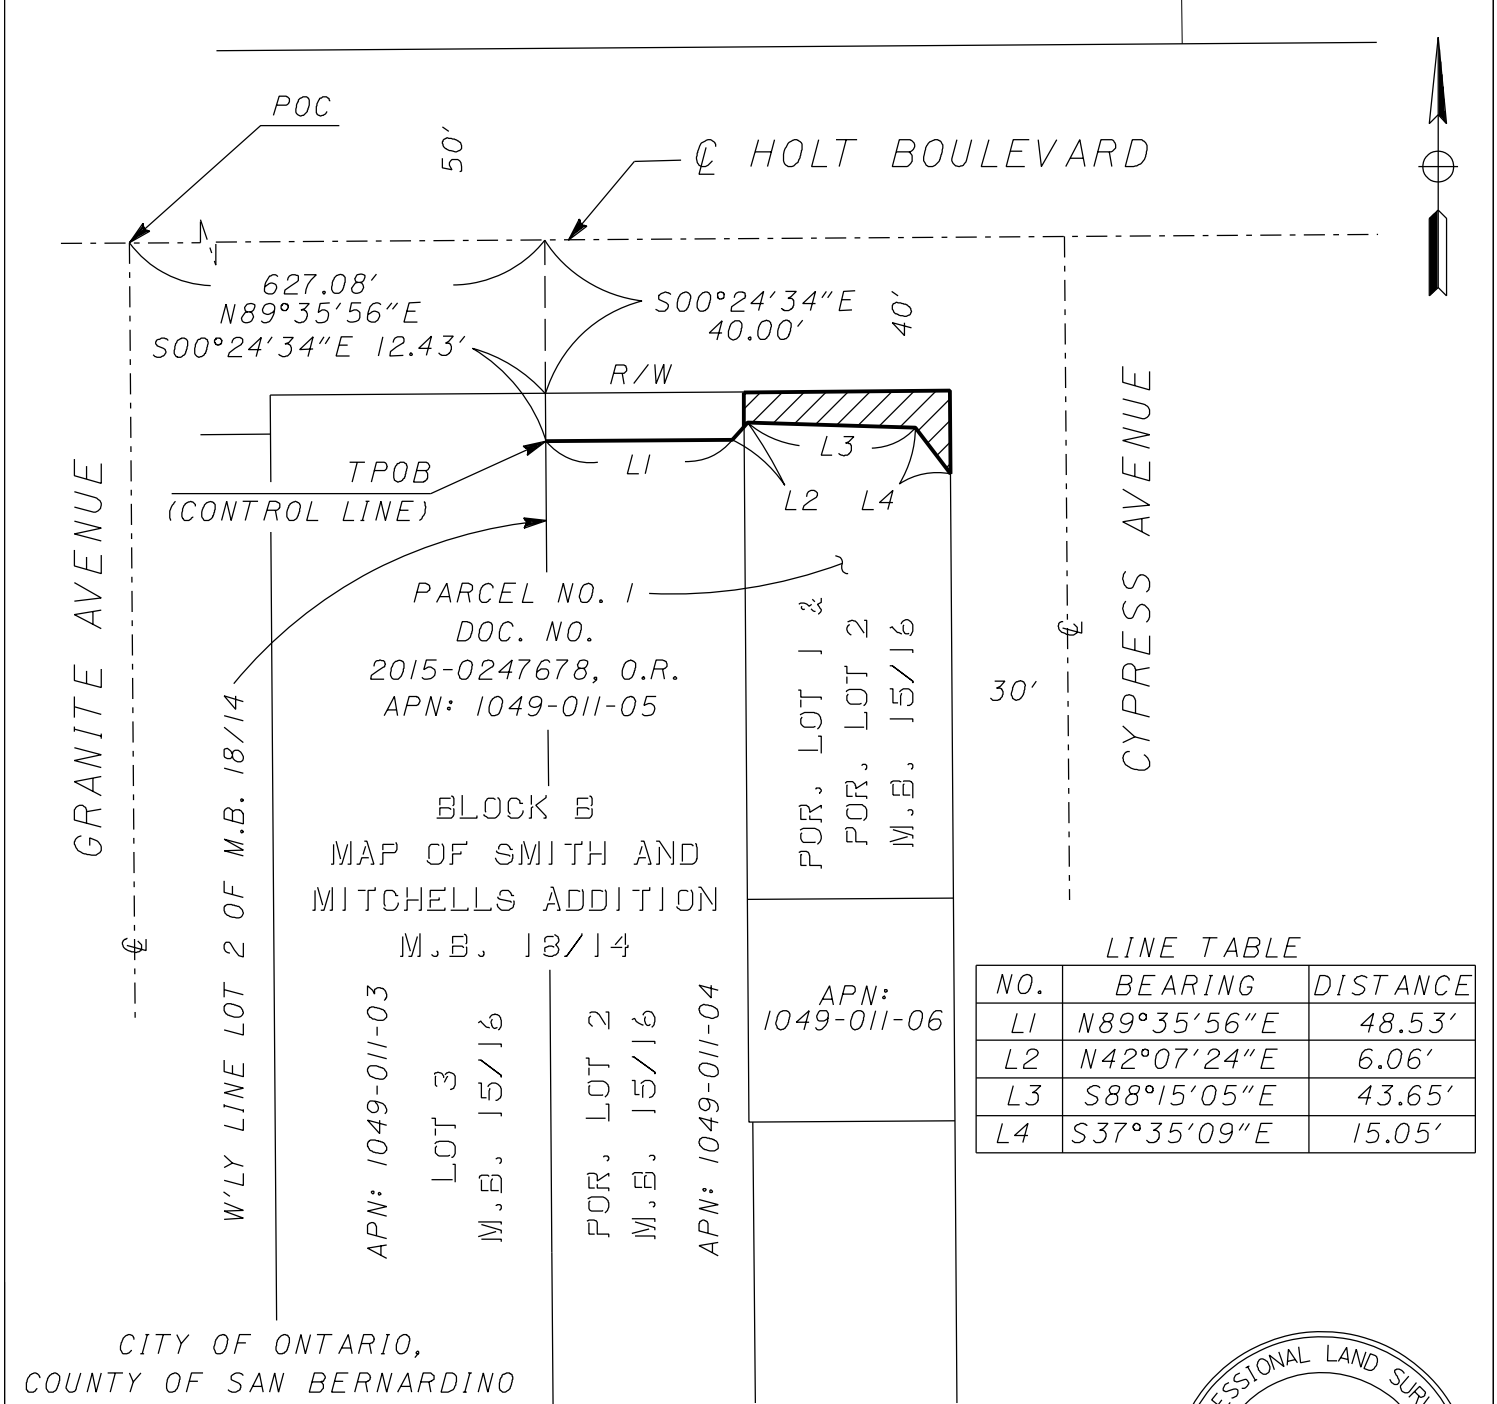 POC
50'
℄ HOLT BOULEVARD
627.08'
N89°35'56"E
S00°24'34"E 12.43'
S00°24'34"E
40.00'
40'
R/W
L1
L2
L3
L4
TPOB
(CONTROL LINE)
GRANITE AVENUE
℄
CYPRESS AVENUE
℄
30'
PARCEL NO. 1
DOC. NO.
2015-0247678, O.R.
APN: 1049-011-05
W'LY LINE LOT 2 OF M.B. 18/14
POR. LOT 1 &
POR. LOT 2
M.B. 15/16
BLOCK B
MAP OF SMITH AND
MITCHELLS ADDITION
M.B. 18/14
APN: 1049-011-03
LOT 3
M.B. 15/16
POR. LOT 2
M.B. 15/16
APN: 1049-011-04
APN:
1049-011-06
LINE TABLE
NO. BEARING DISTANCE
L1 N89°35'56"E 48.53'
L2 N42°07'24"E 6.06'
L3 S88°15'05"E 43.65'
L4 S37°35'09"E 15.05'
CITY OF ONTARIO,
COUNTY OF SAN BERNARDINO
ESSIONAL LAND SUR